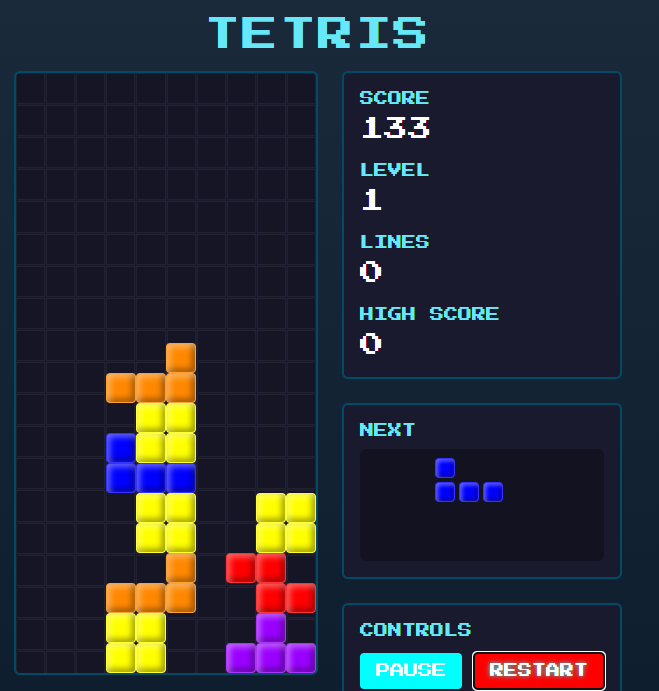 TETRIS
SCORE
133
LEVEL
1
LINES
0
HIGH SCORE
0
NEXT
CONTROLS
PAUSE RESTART